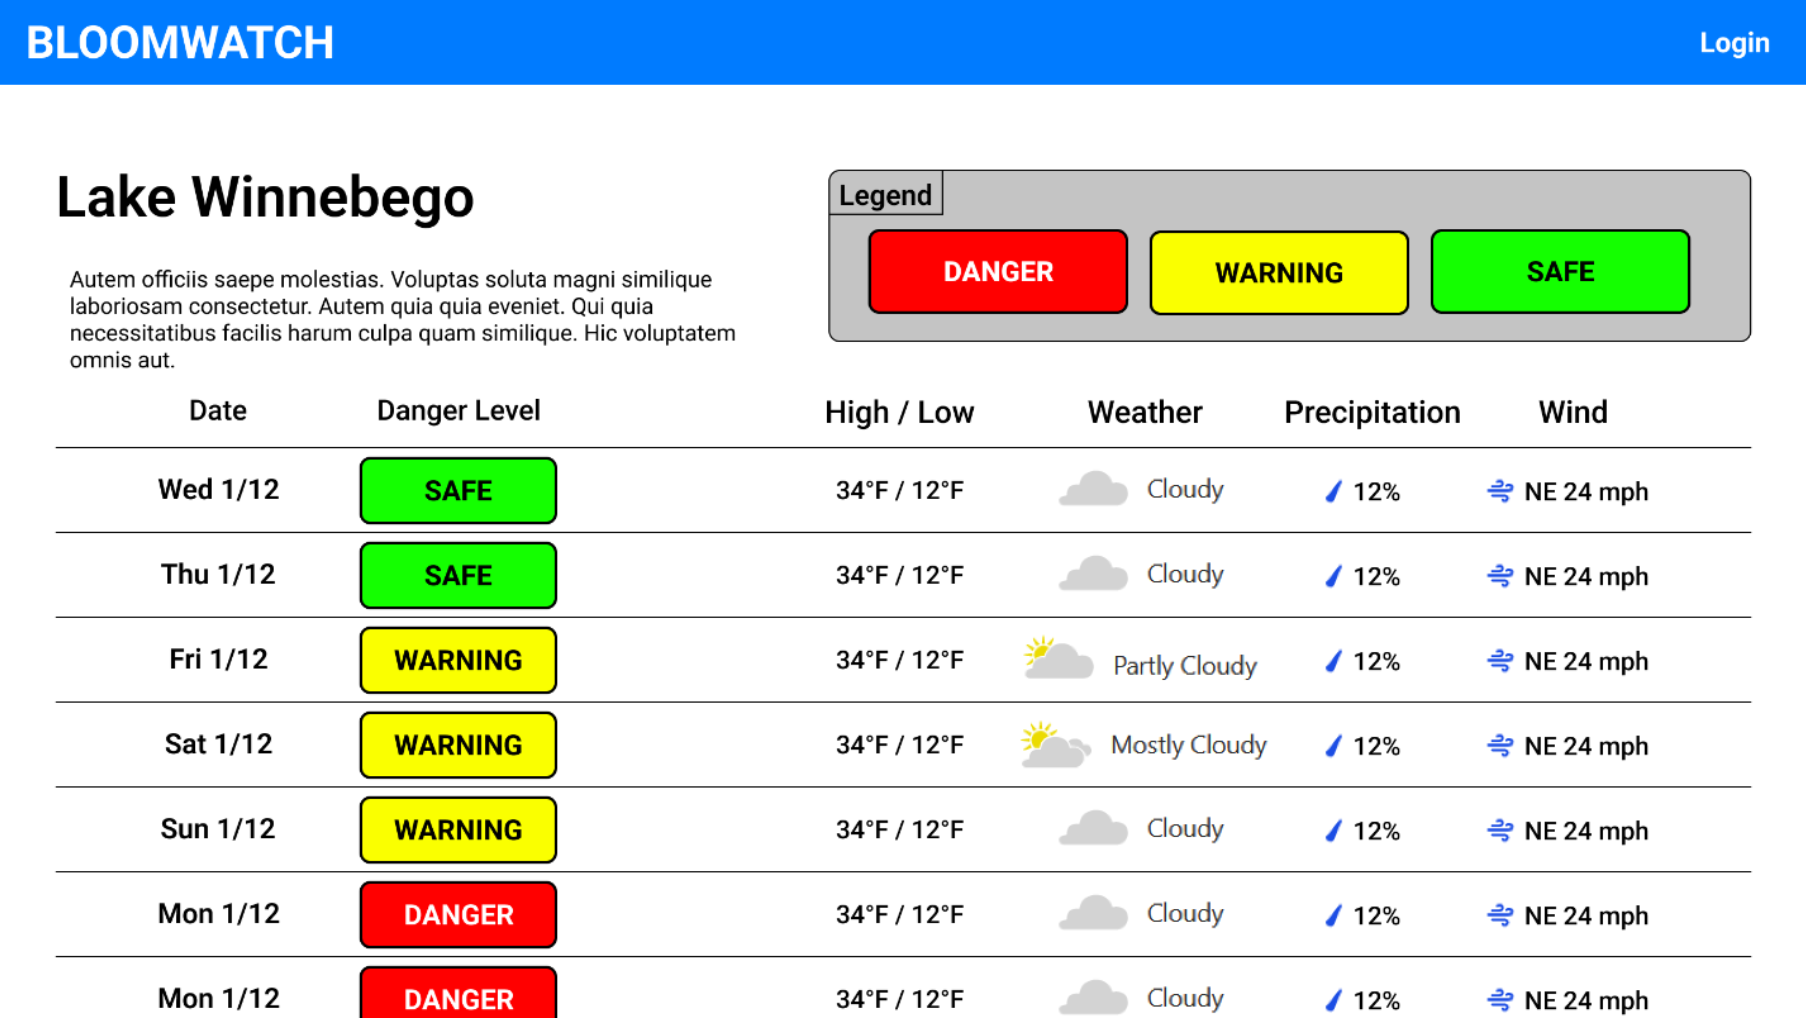 BLOOMWATCH
Login
Lake Winnebego
Autem officiis saepe molestias. Voluptas soluta magni similique
laboriosam consectetur. Autem quia quia eveniet. Qui quia
necessitatibus facilis harum culpa quam similique. Hic voluptatem
omnis aut.
Legend
DANGER WARNING SAFE
Date Danger Level High / Low Weather Precipitation Wind
Wed 1/12 SAFE 34°F / 12°F Cloudy 12% NE 24 mph
Thu 1/12 SAFE 34°F / 12°F Cloudy 12% NE 24 mph
Fri 1/12 WARNING 34°F / 12°F Partly Cloudy 12% NE 24 mph
Sat 1/12 WARNING 34°F / 12°F Mostly Cloudy 12% NE 24 mph
Sun 1/12 WARNING 34°F / 12°F Cloudy 12% NE 24 mph
Mon 1/12 DANGER 34°F / 12°F Cloudy 12% NE 24 mph
Mon 1/12 DANGER 34°F / 12°F Cloudy 12% NE 24 mph